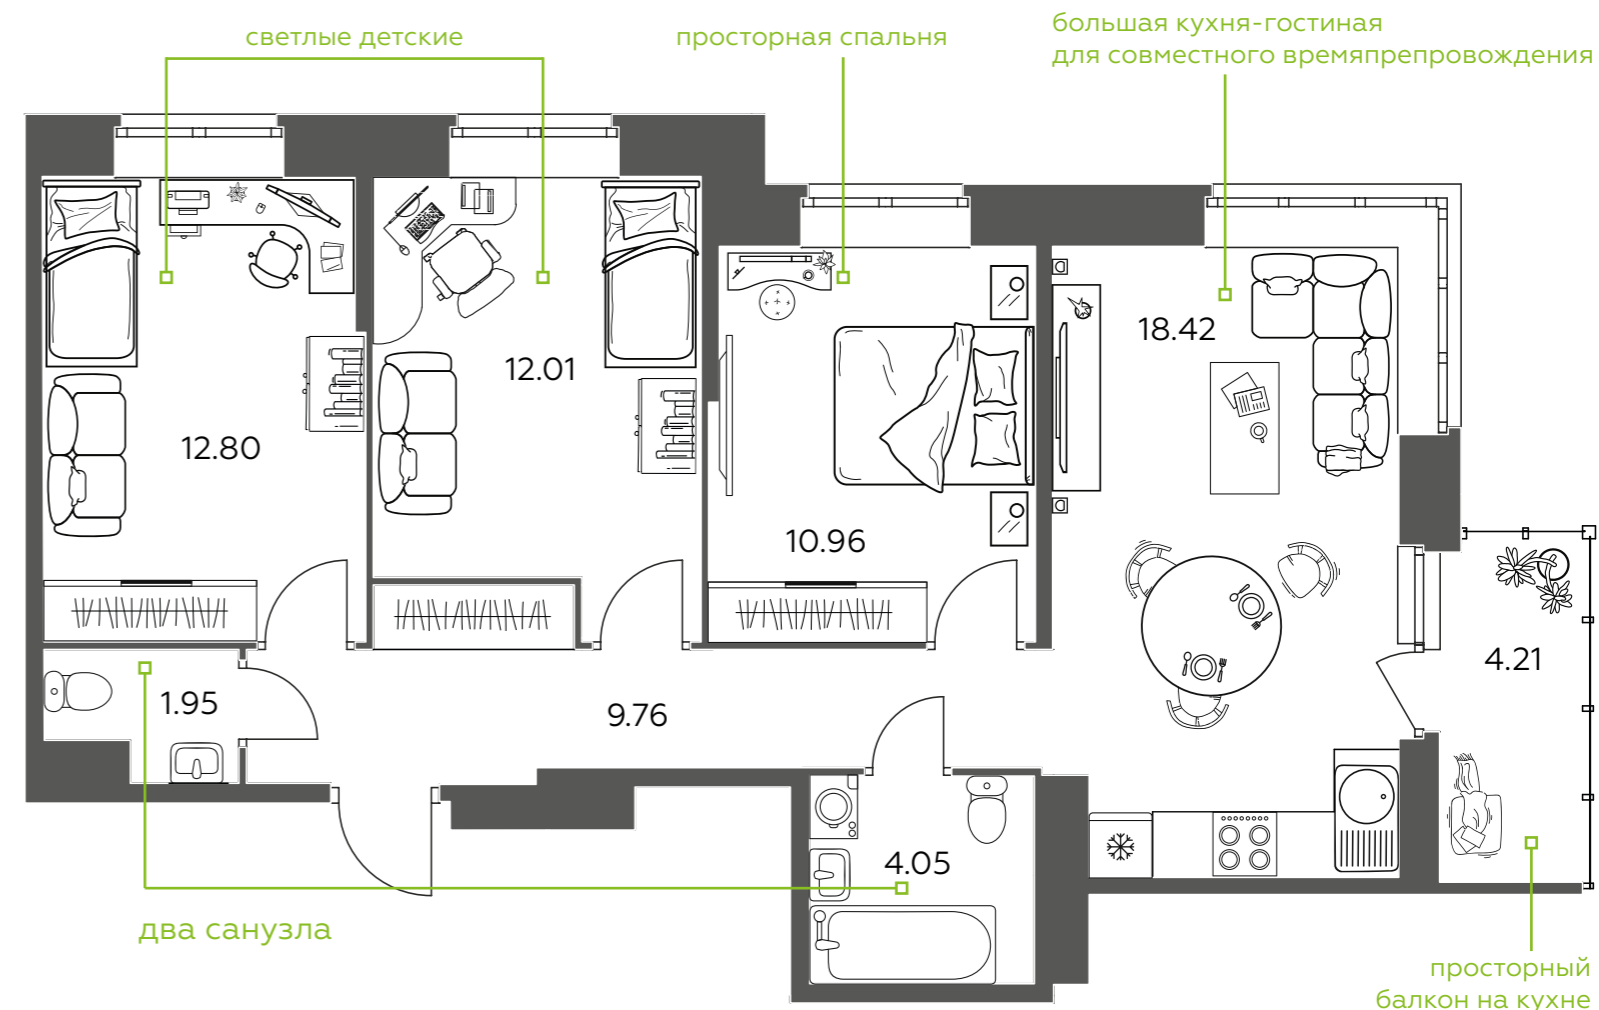 светлые детские
просторная спальня
большая кухня-гостиная
для совместного времяпрепровождения
18.42
12.01
12.80
10.96
4.21
1.95
9.76
4.05
два санузла
просторный
балкон на кухне